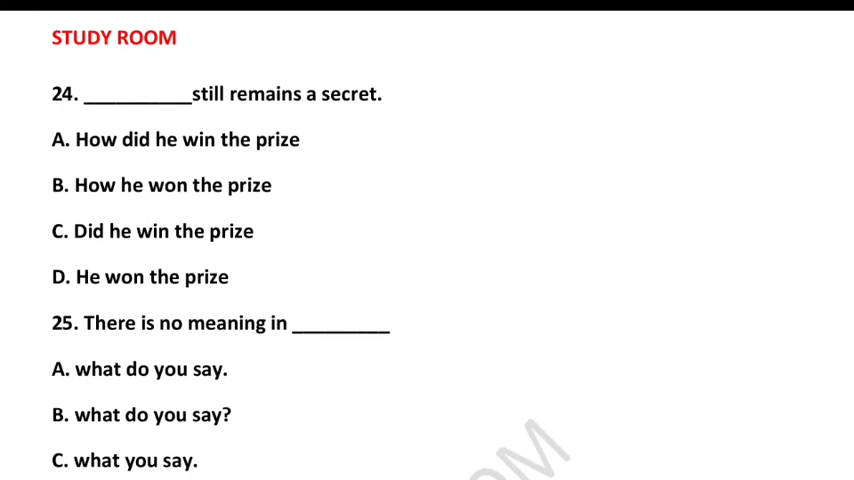 STUDY ROOM
24. __________still remains a secret.
A. How did he win the prize
B. How he won the prize
C. Did he win the prize
D. He won the prize
25. There is no meaning in _________
A. what do you say.
B. what do you say?
C. what you say.